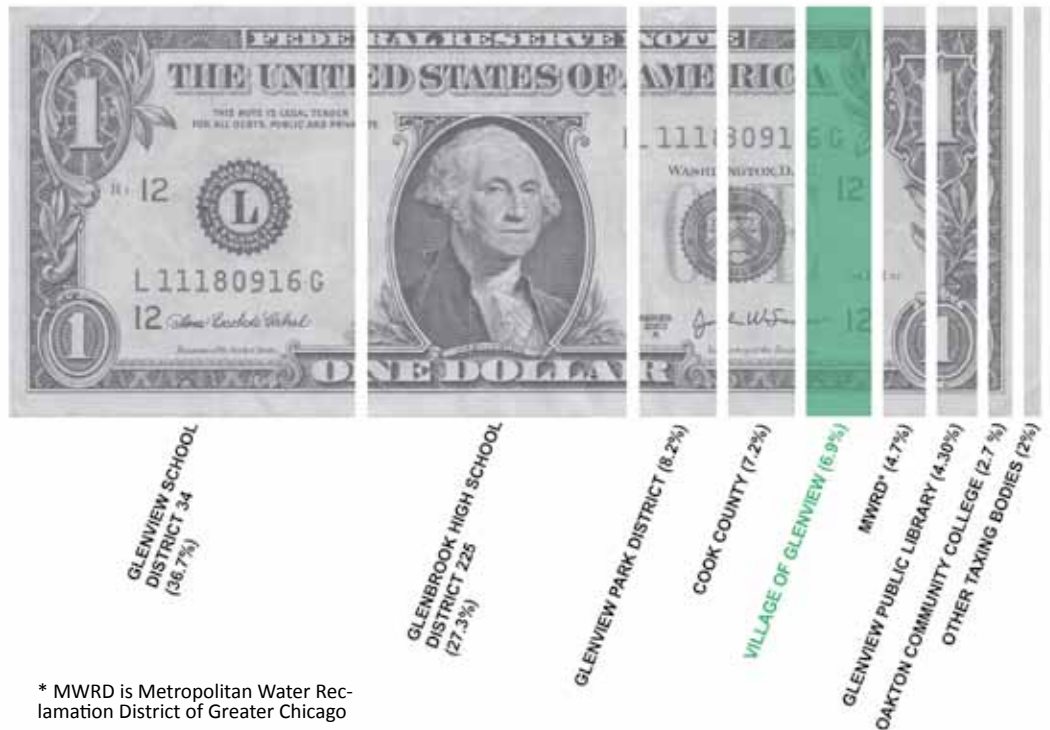 FEDERAL RESERVE NOTE
THE UNITED STATES OF AMERICA
THIS NOTE IS LEGAL TENDER
FOR ALL DEBTS, PUBLIC AND PRIVATE
L 11180916 G
WASHINGTON, D.
1
1
12
12
L
L 11180916 G
12
12
1
1
ONE DOLLAR
GLENVIEW SCHOOL
DISTRICT 34
(36.7%)
GLENBROOK HIGH SCHOOL
DISTRICT 225
(27.3%)
GLENVIEW PARK DISTRICT (8.2%)
COOK COUNTY (7.2%)
VILLAGE OF GLENVIEW (6.9%)
MWRD* (4.7%)
GLENVIEW PUBLIC LIBRARY (4.30%)
OAKTON COMMUNITY COLLEGE (2.7 %)
OTHER TAXING BODIES (2%)
* MWRD is Metropolitan Water Rec-
lamation District of Greater Chicago